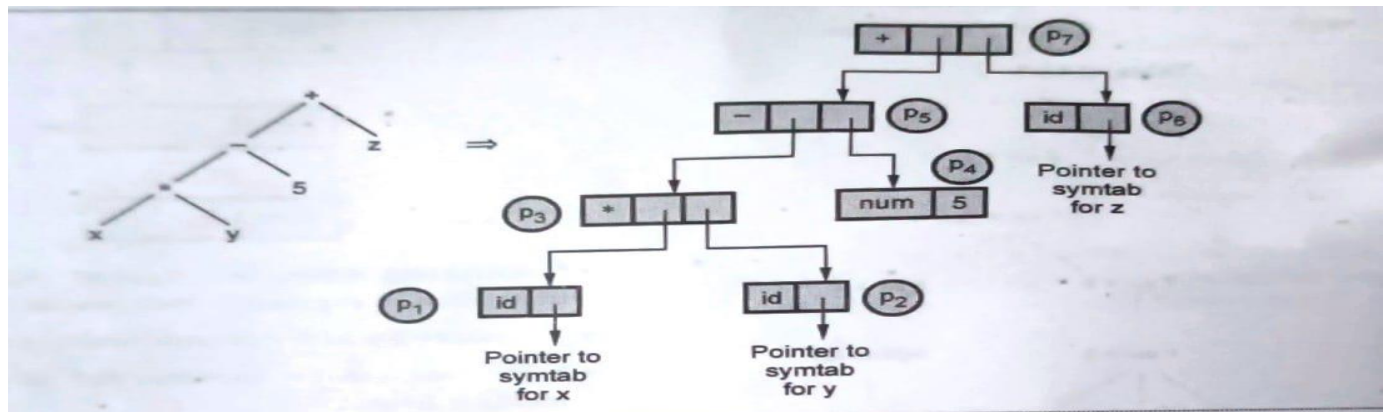 + p7
+
- p5 id p6
- z ⇒
* 5
p4
Pointer to
symtab
for z
num 5
p3 *
x y
p1 id id p2
Pointer to
symtab
for x
Pointer to
symtab
for y